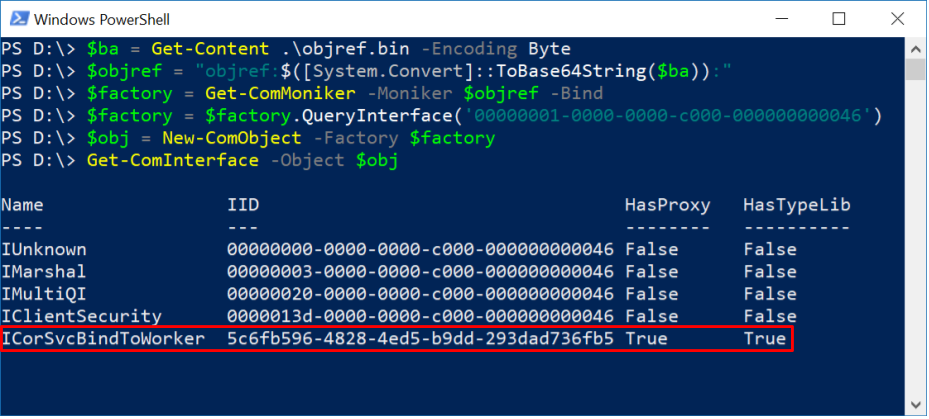 Windows PowerShell
PS D:\> $ba = Get-Content .\objref.bin -Encoding Byte
PS D:\> $objref = "objref:$([System.Convert]::ToBase64String($ba)):"
PS D:\> $factory = Get-ComMoniker -Moniker $objref -Bind
PS D:\> $factory = $factory.QueryInterface('00000001-0000-0000-c000-000000000046')
PS D:\> $obj = New-ComObject -Factory $factory
PS D:\> Get-ComInterface -Object $obj
Name IID HasProxy HasTypeLib
---- --- -------- ----------
IUnknown 00000000-0000-0000-c000-000000000046 False False
IMarshal 00000003-0000-0000-c000-000000000046 False False
IMultiQI 00000020-0000-0000-c000-000000000046 False False
IClientSecurity 0000013d-0000-0000-c000-000000000046 False False
ICorSvcBindToWorker 5c6fb596-4828-4ed5-b9dd-293dad736fb5 True True